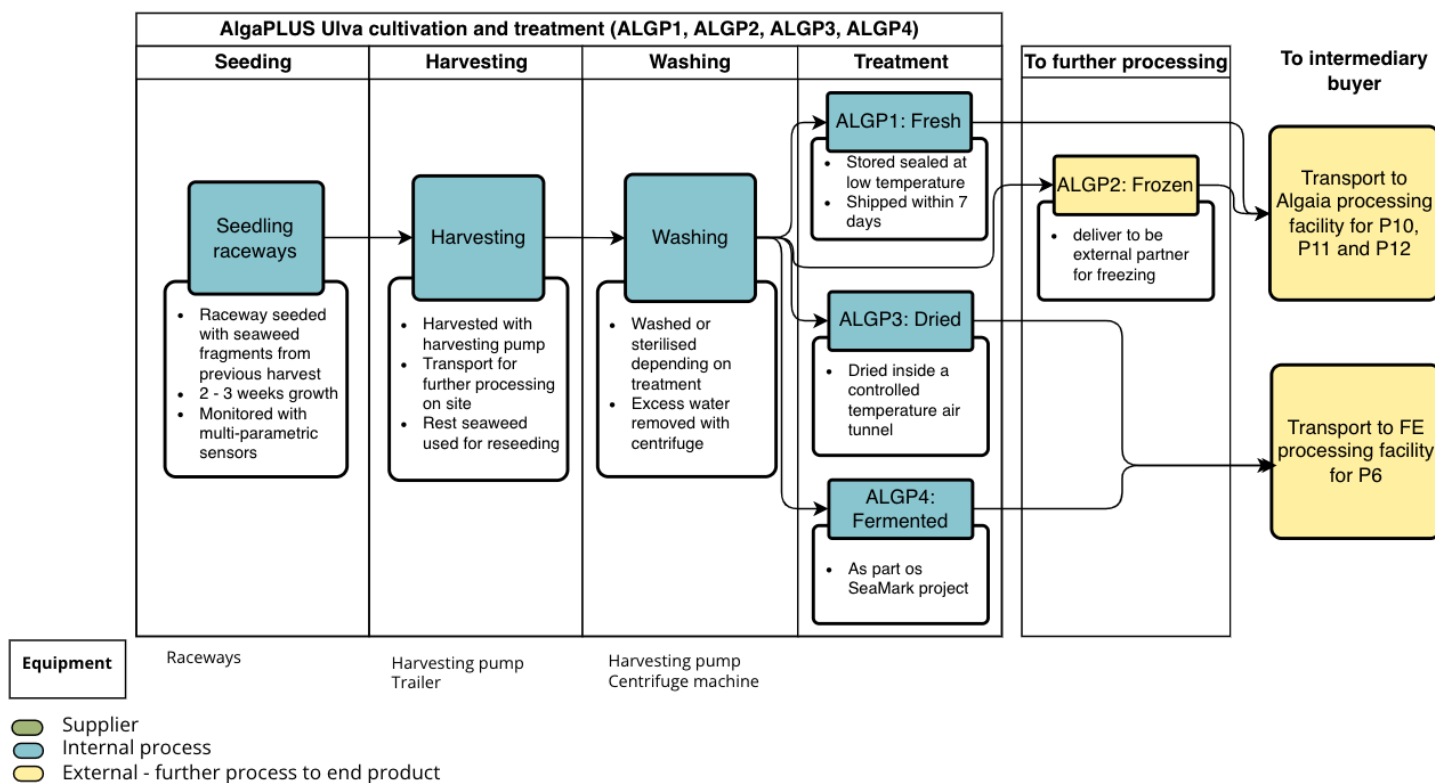 AlgaPLUS Ulva cultivation and treatment (ALGP1, ALGP2, ALGP3, ALGP4)
Seeding
Harvesting
Washing
Treatment
To further processing
To intermediary
buyer
Seedling
raceways
• Raceway seeded
with seaweed
fragments from
previous harvest
• 2 - 3 weeks growth
• Monitored with
multi-parametric
sensors
Harvesting
• Harvested with
harvesting pump
• Transport for
further processing
on site
• Rest seaweed
used for reseeding
Washing
• Washed or
sterilised
depending on
treatment
• Excess water
removed with
centrifuge
ALGP1: Fresh
• Stored sealed at
low temperature
• Shipped within 7
days
ALGP2: Frozen
• deliver to be
external partner
for freezing
ALGP3: Dried
• Dried inside a
controlled
temperature air
tunnel
ALGP4:
Fermented
• As part os
SeaMark project
Transport to
Algaia processing
facility for P10,
P11 and P12
Transport to FE
processing facility
for P6
Equipment
Raceways
Harvesting pump
Trailer
Harvesting pump
Centrifuge machine
Supplier
Internal process
External - further process to end product